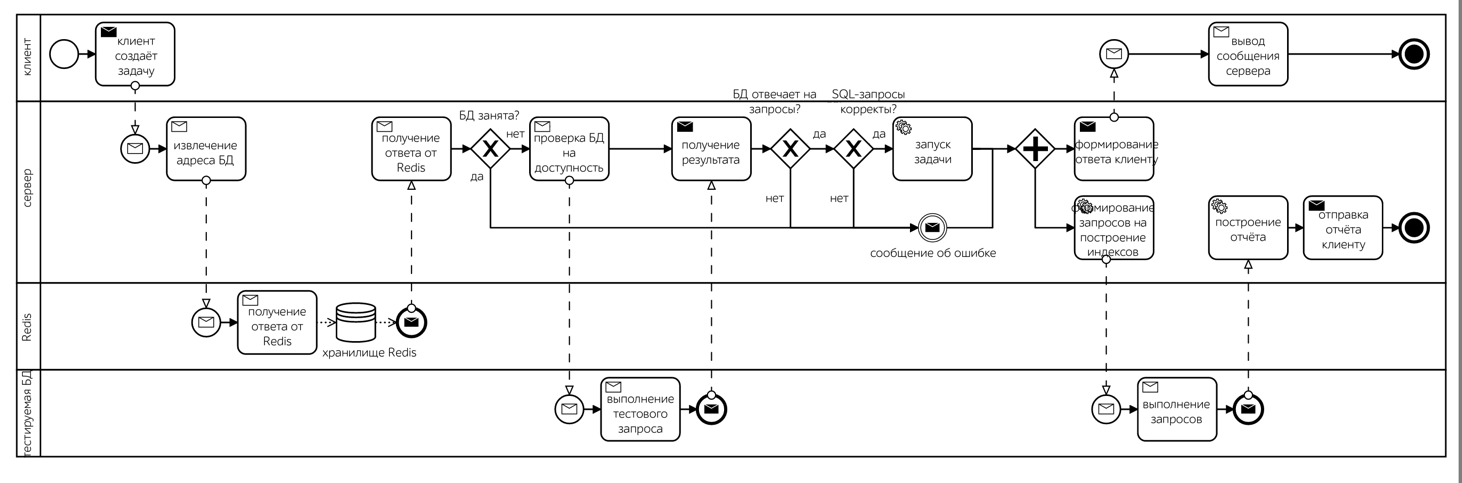 клиент
клиент
создаёт
задачу
вывод
сообщения
сервера
сервер
извлечение
адреса БД
получение
ответа от
Redis
БД занята?
нет
да
проверка БД
на
доступность
получение
результата
БД отвечает на
запросы?
да
нет
SQL-запросы
корректы?
да
нет
запуск
задачи
сообщение об ошибке
формирование
ответа клиенту
формирование
запросов на
построение
индексов
построение
отчёта
отправка
отчёта
клиенту
Redis
получение
ответа от
Redis
хранилище Redis
тестируемая БД
выполнение
тестового
запроса
выполнение
запросов